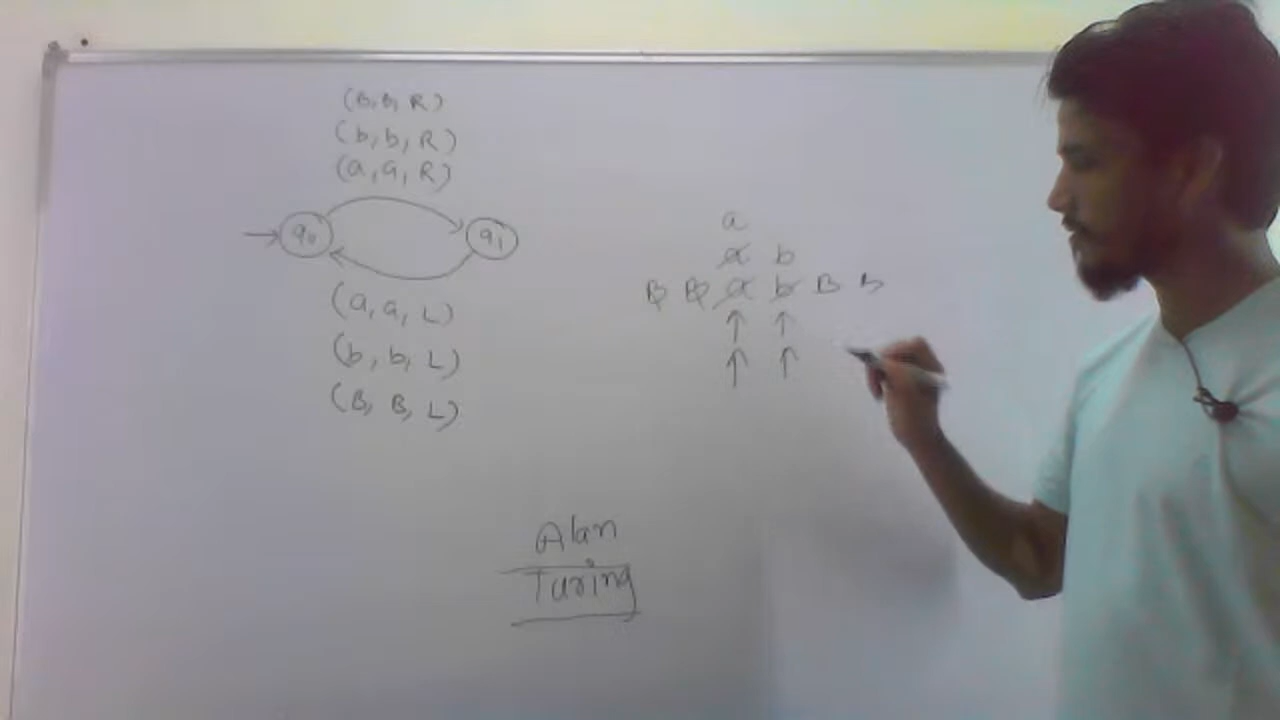 (B, B, R)
(b, b, R)
(a, a, R)
q0
q1
(a, a, L)
(b, b, L)
(B, B, L)
a
a b
B B a b B B
Alan
Turing